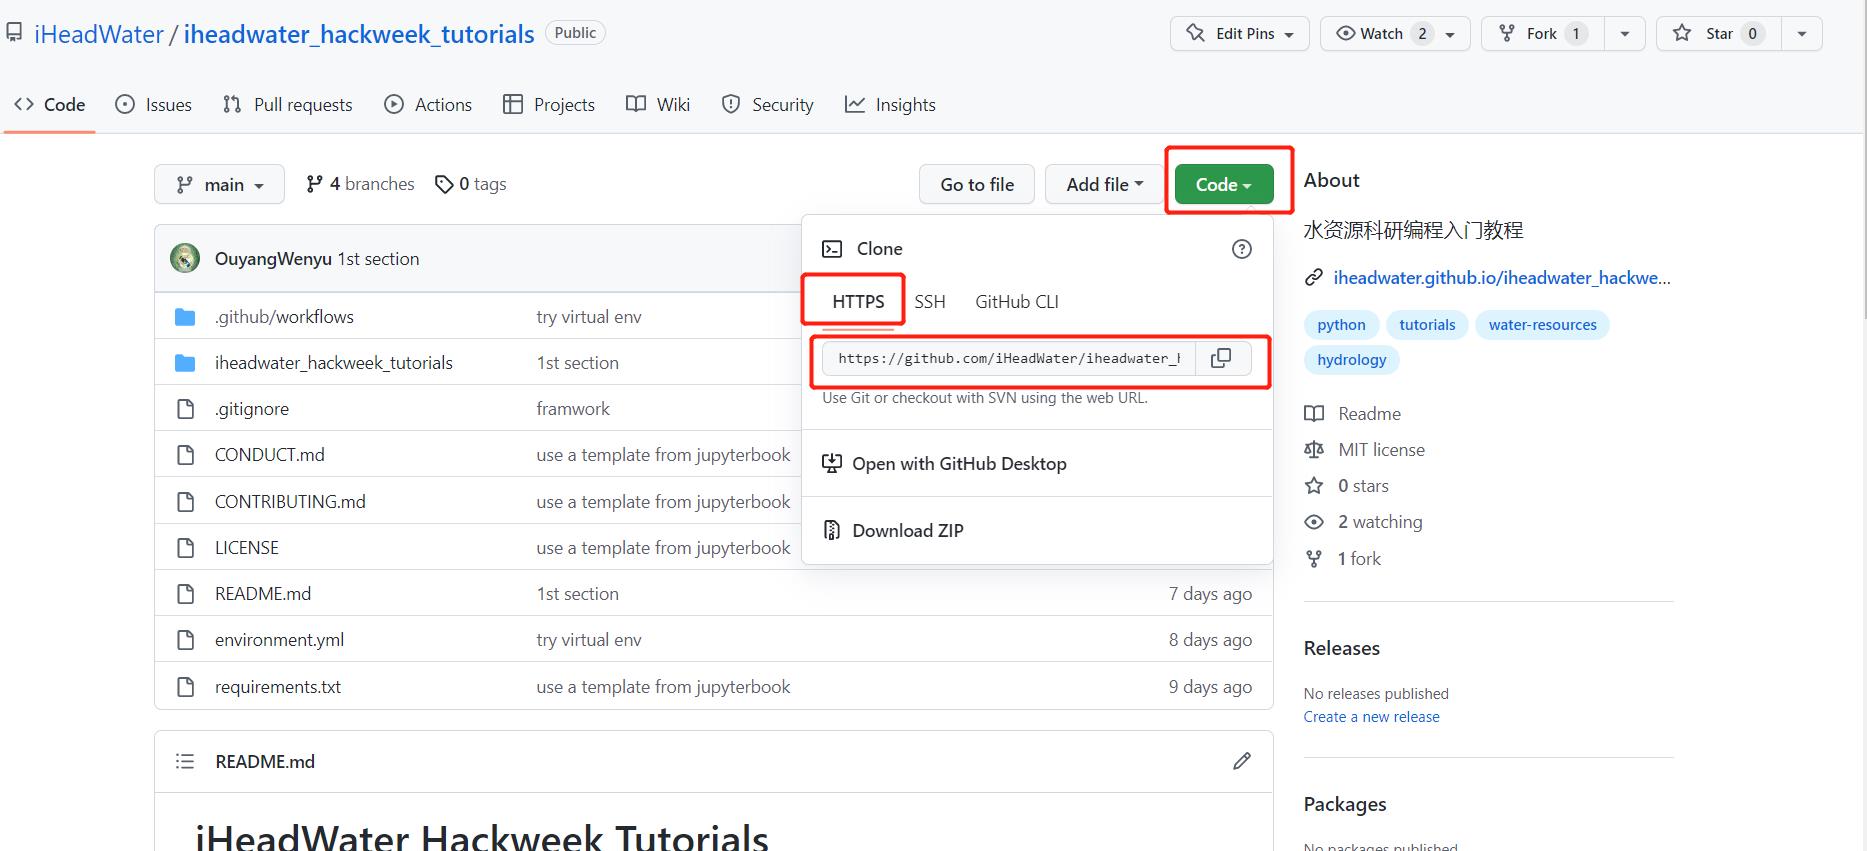 iHeadWater / iheadwater_hackweek_tutorials Public
Edit Pins Watch 2 Fork 1 Star 0
Code Issues Pull requests Actions Projects Wiki Security Insights
main 4 branches 0 tags Go to file Add file Code
OuyangWenyu 1st section
.github/workflows try virtual env
iheadwater_hackweek_tutorials 1st section
.gitignore framwork
CONDUCT.md use a template from jupyterbook
CONTRIBUTING.md use a template from jupyterbook
LICENSE use a template from jupyterbook
README.md 1st section 7 days ago
environment.yml try virtual env 8 days ago
requirements.txt use a template from jupyterbook 9 days ago
Clone
HTTPS SSH GitHub CLI
https://github.com/iHeadWater/iheadwater_
Use Git or checkout with SVN using the web URL.
Open with GitHub Desktop
Download ZIP
README.md
iHeadWater Hackweek Tutorials
About
水资源科研编程入门教程
iheadwater.github.io/iheadwater_hackwe...
python tutorials water-resources
hydrology
Readme
MIT license
0 stars
2 watching
1 fork
Releases
No releases published
Create a new release
Packages
No packages published